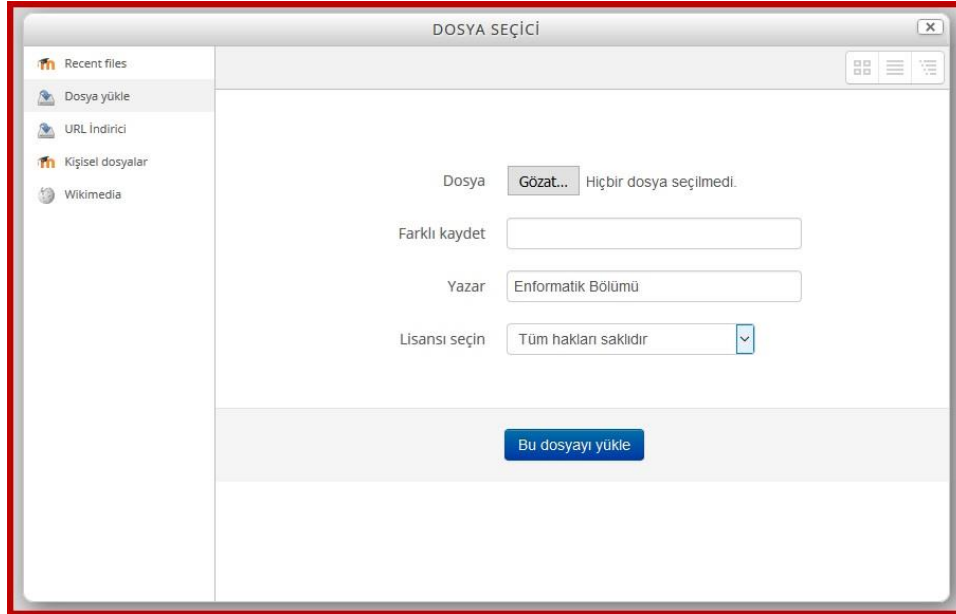 DOSYA SEÇİCİ
Recent files
Dosya yükle
URL İndirici
Kişisel dosyalar
Wikimedia
Dosya Gözat... Hiçbir dosya seçilmedi.
Farklı kaydet
Yazar Enformatik Bölümü
Lisansı seçin Tüm hakları saklıdır
Bu dosyayı yükle